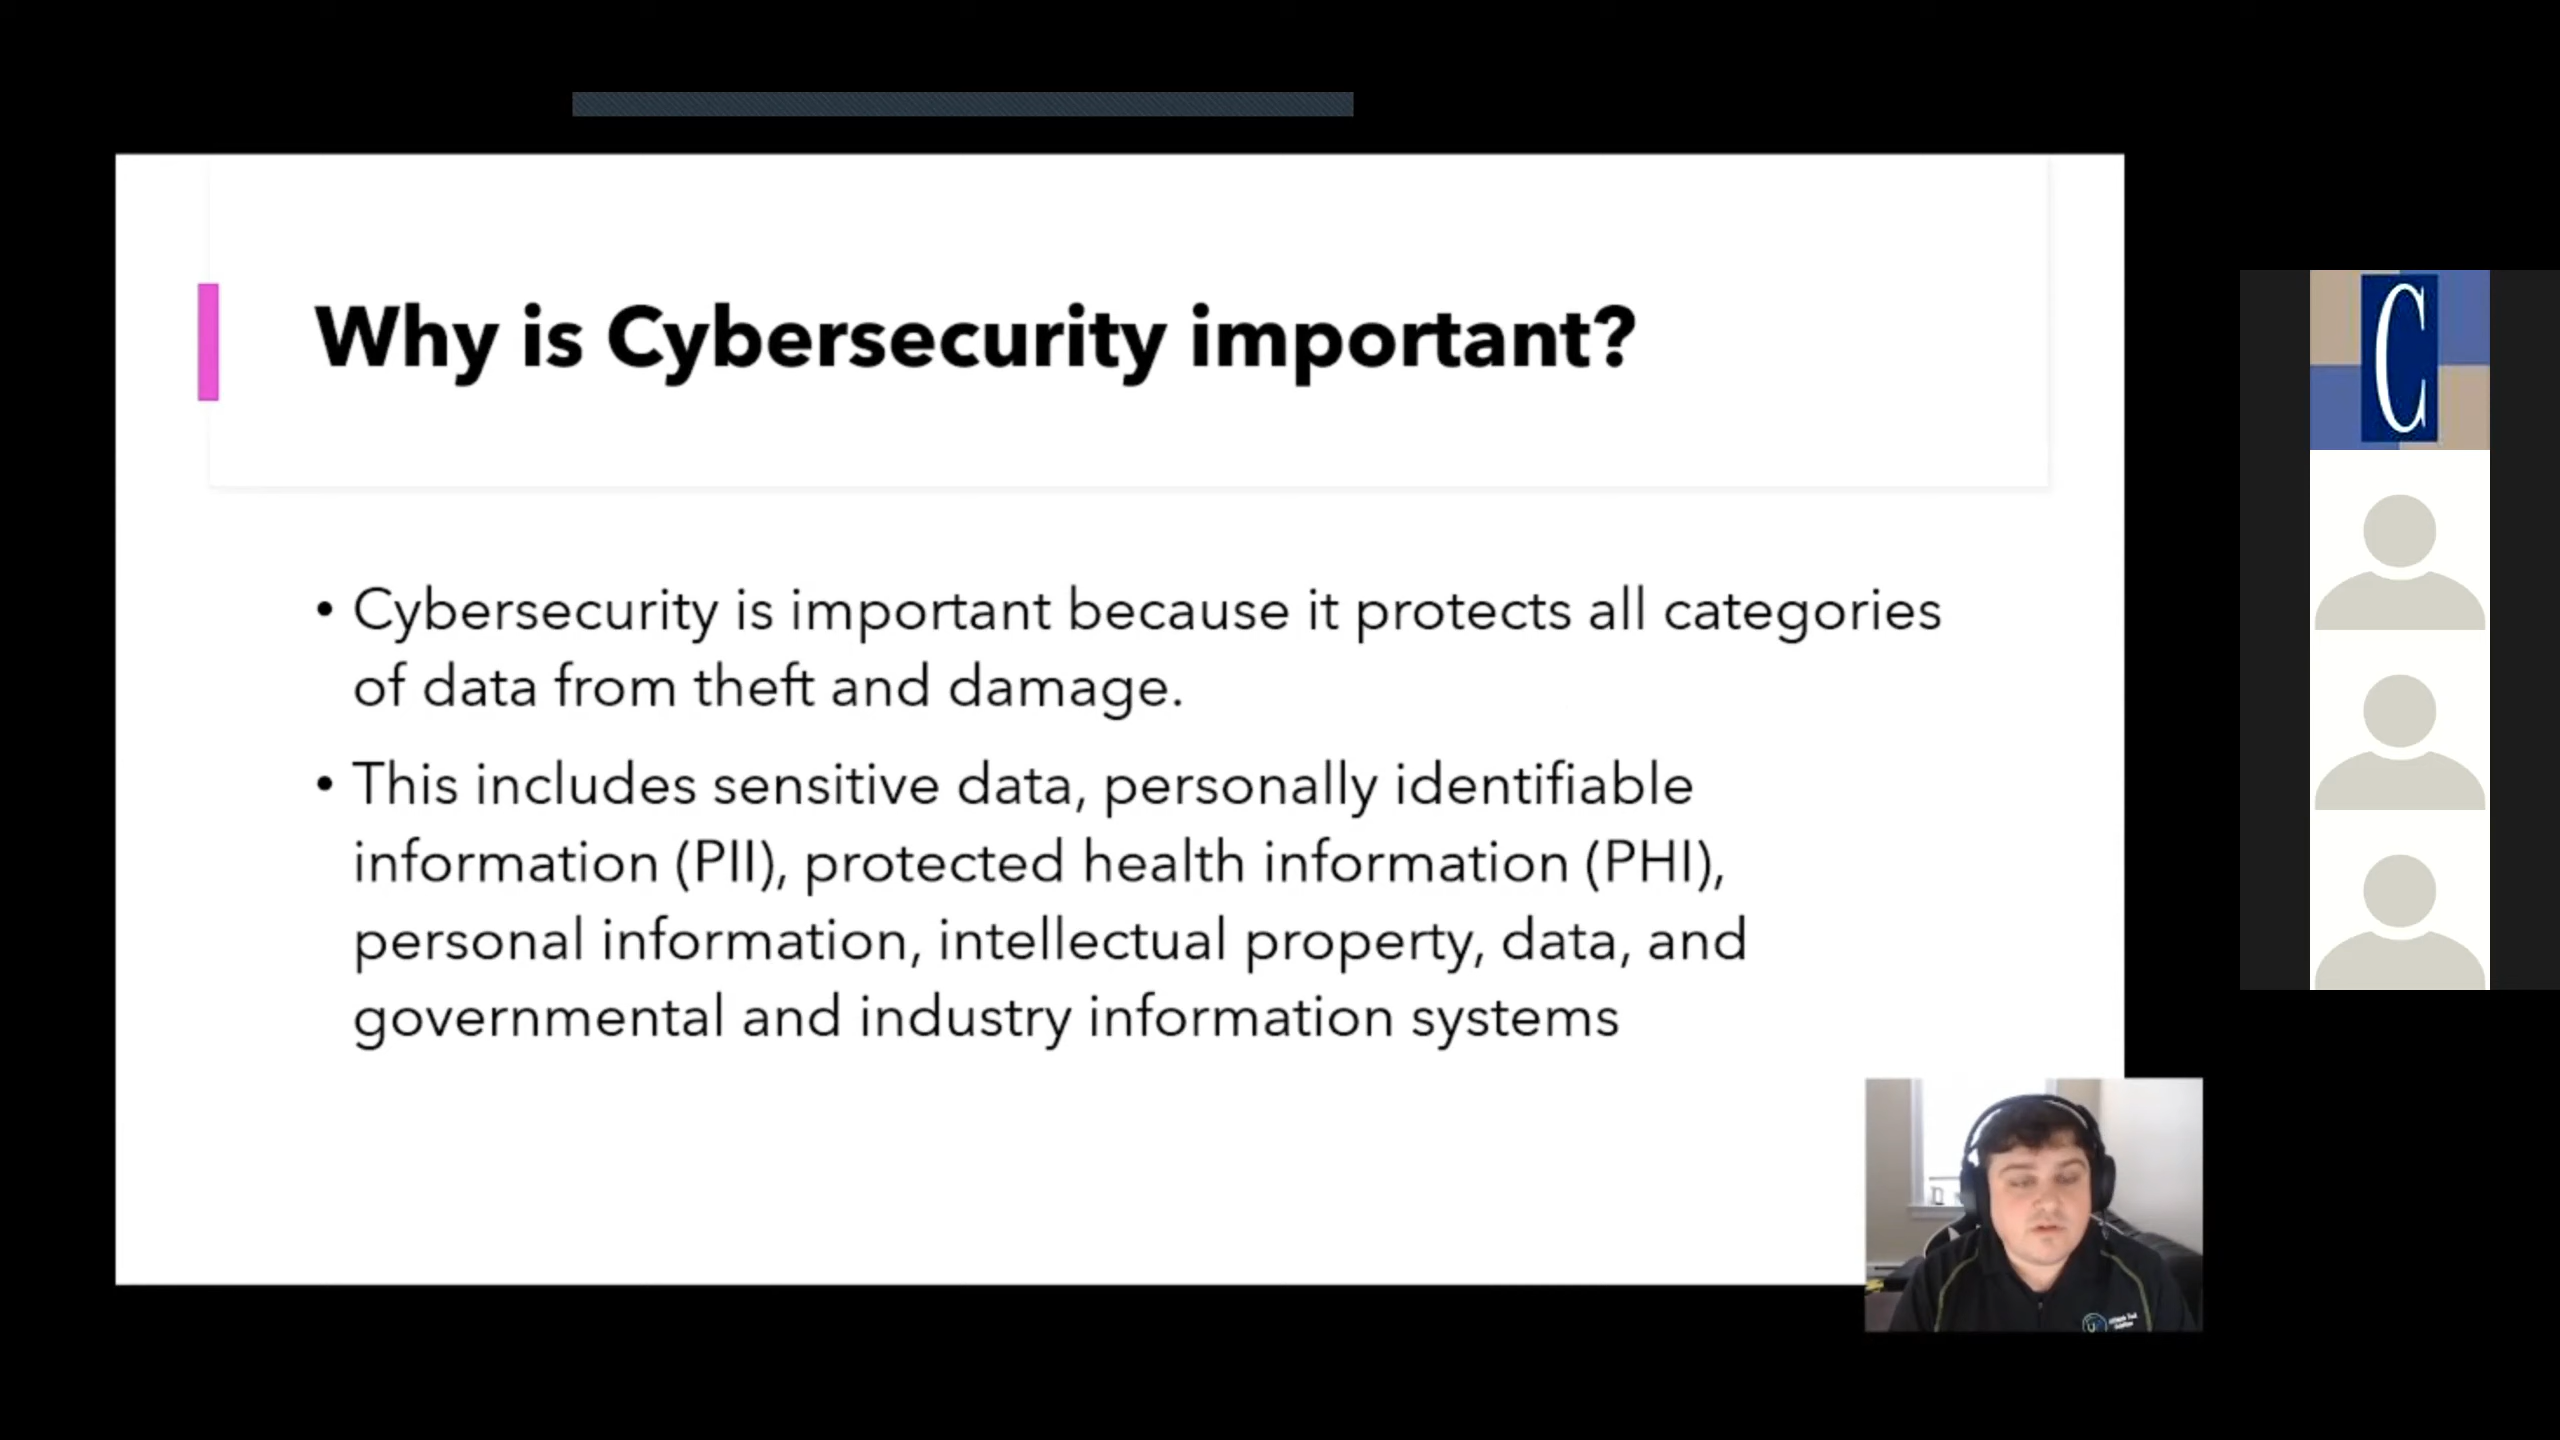 Why is Cybersecurity important?
• Cybersecurity is important because it protects all categories
of data from theft and damage.
• This includes sensitive data, personally identifiable
information (PII), protected health information (PHI),
personal information, intellectual property, data, and
governmental and industry information systems
C